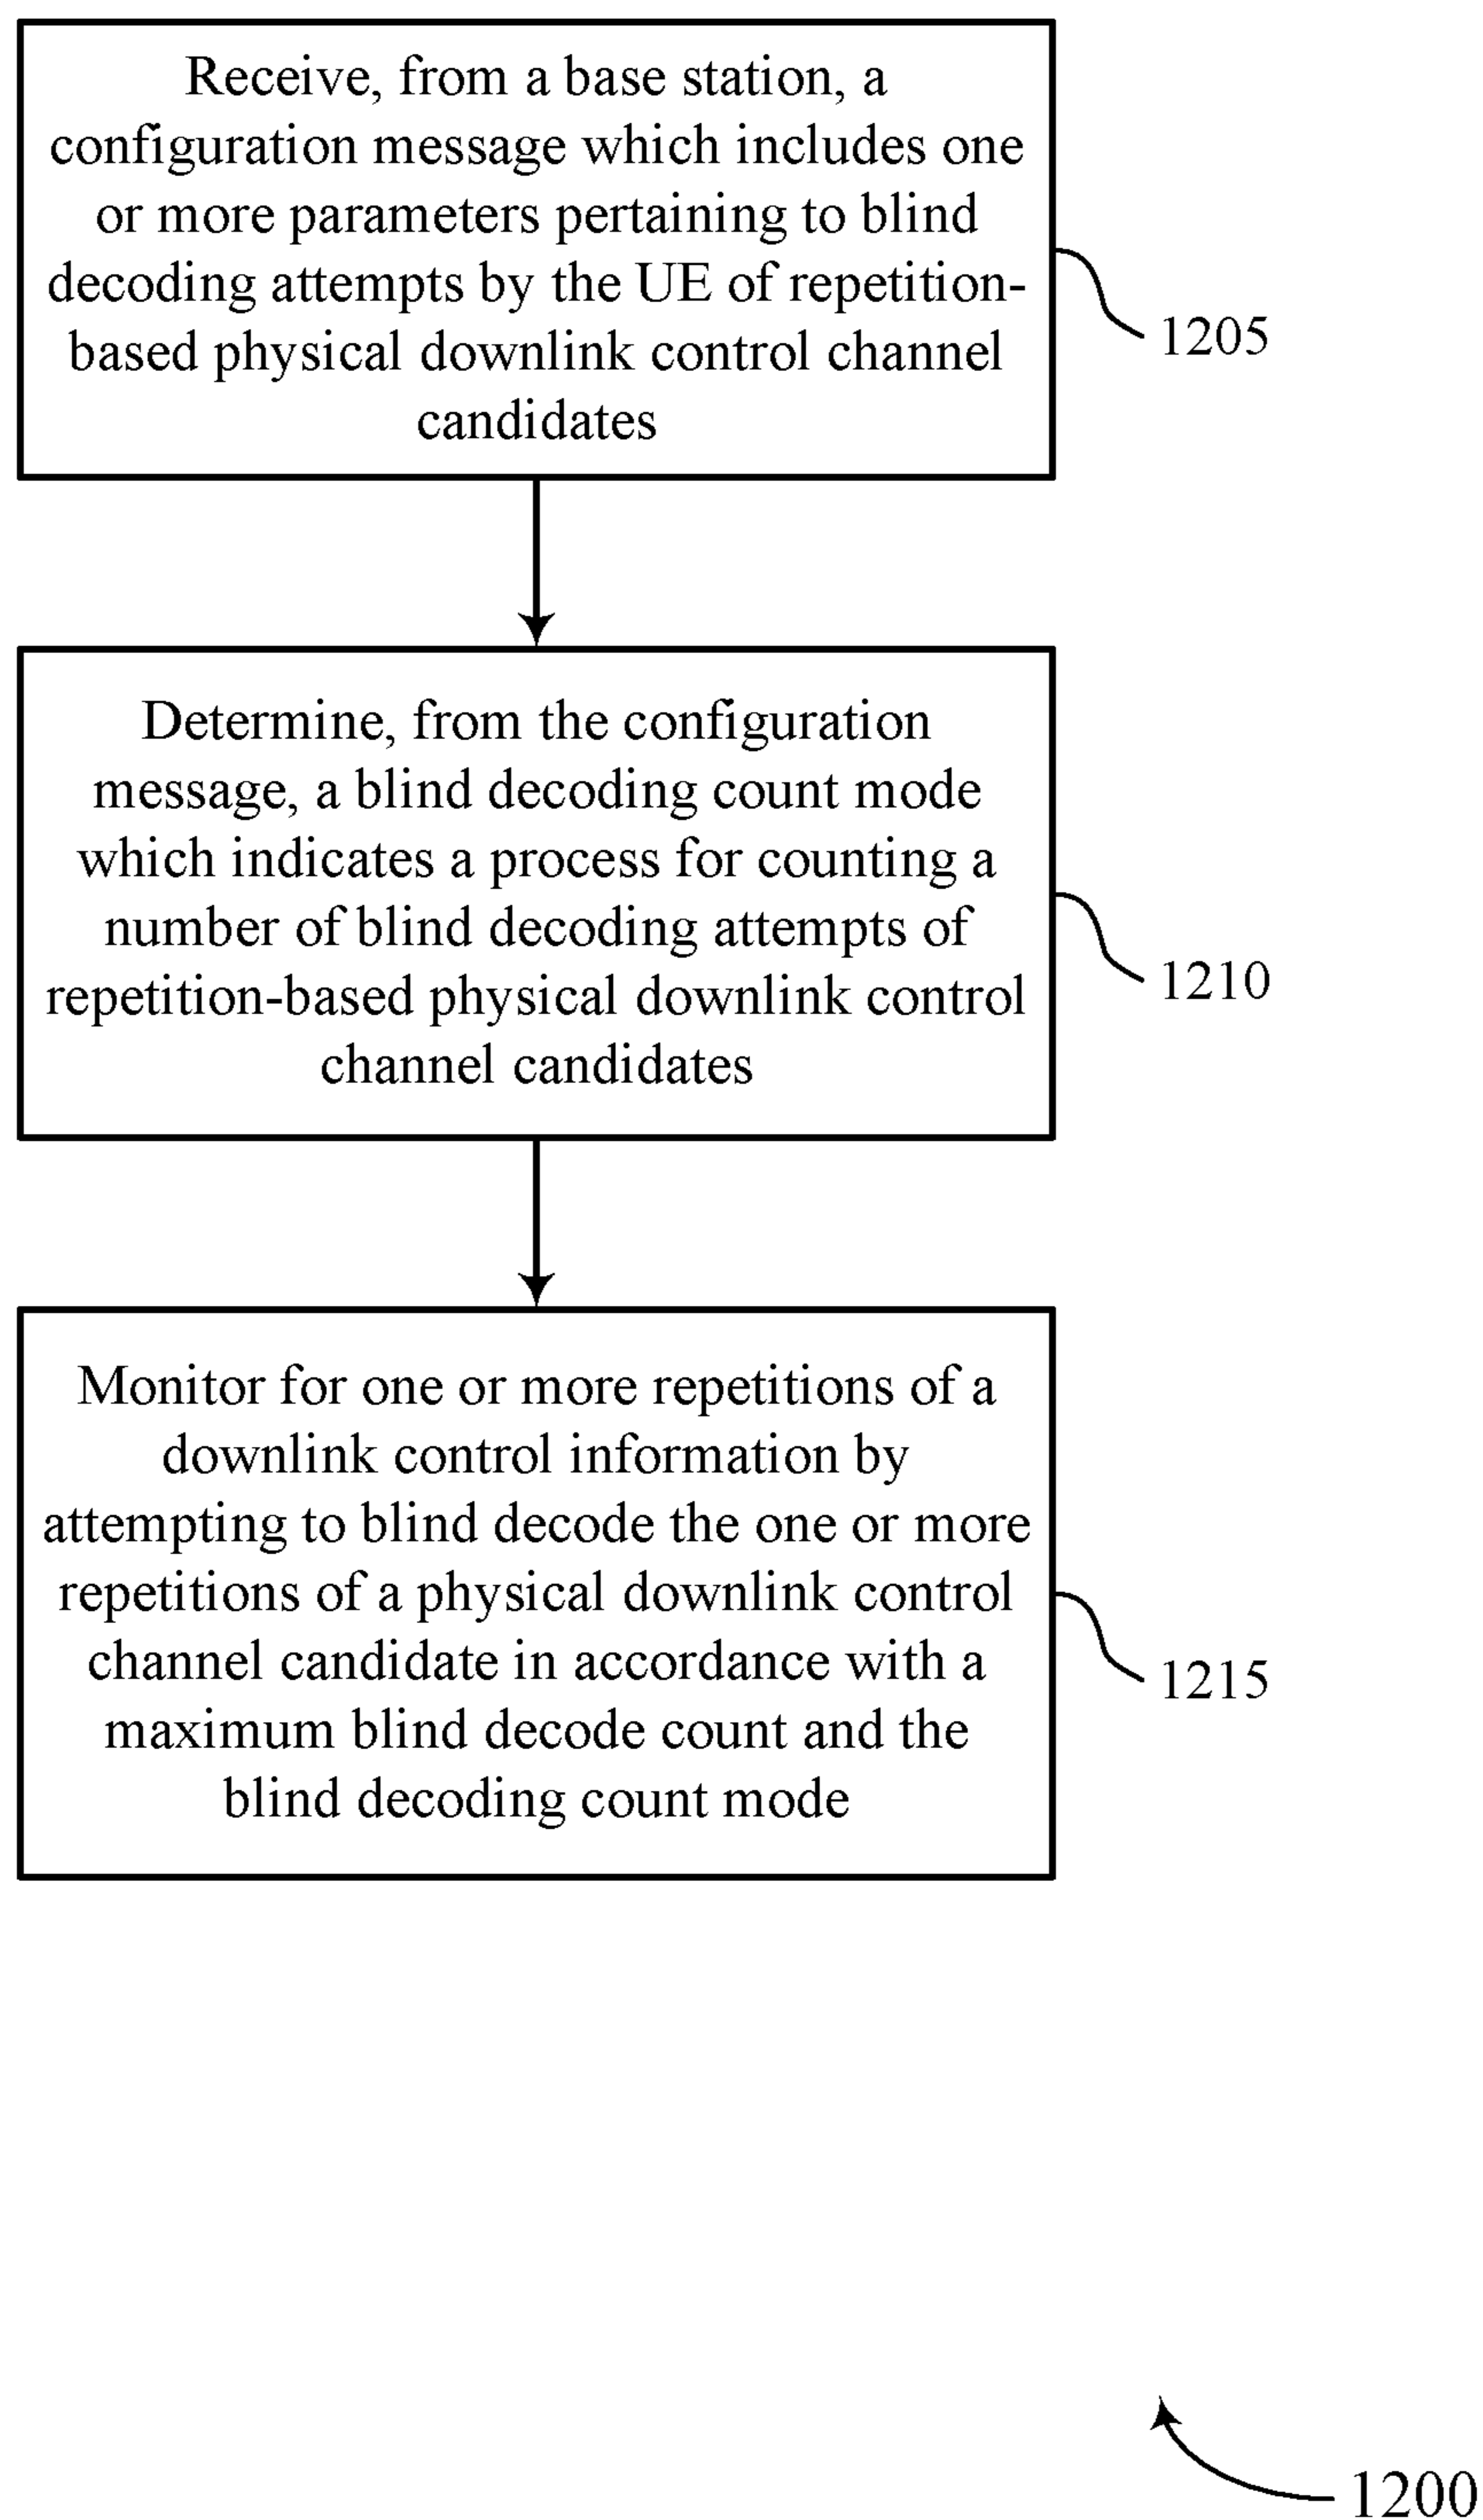 Receive, from a base station, a
configuration message which includes one
or more parameters pertaining to blind
decoding attempts by the UE of repetition-
based physical downlink control channel
candidates
1205
Determine, from the configuration
message, a blind decoding count mode
which indicates a process for counting a
number of blind decoding attempts of
repetition-based physical downlink control
channel candidates
1210
Monitor for one or more repetitions of a
downlink control information by
attempting to blind decode the one or more
repetitions of a physical downlink control
channel candidate in accordance with a
maximum blind decode count and the
blind decoding count mode
1215
1200